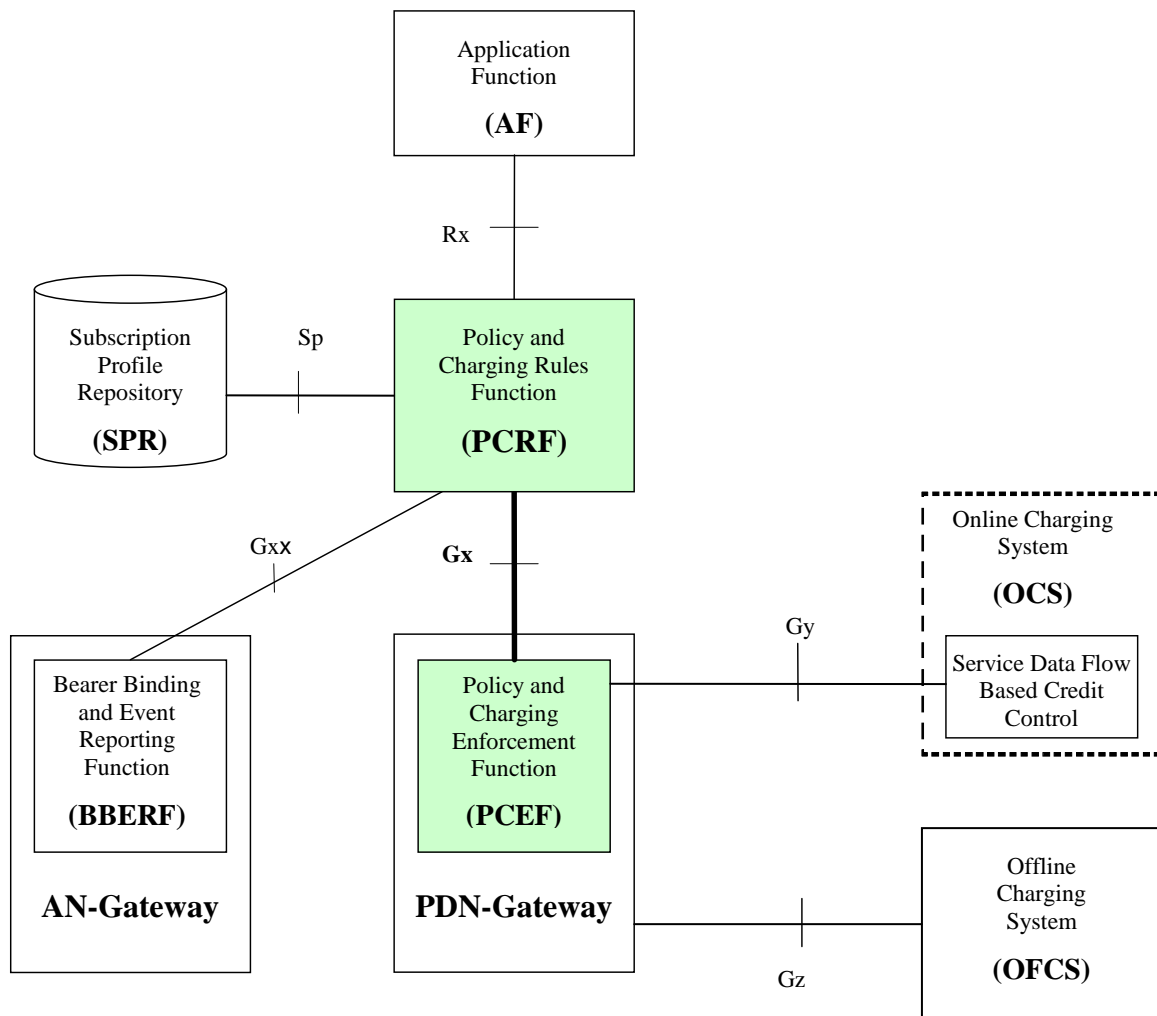 Application
Function
(AF)
Rx
Subscription
Profile
Repository
(SPR)
Sp
Policy and
Charging Rules
Function
(PCRF)
Gxx
Gx
Online Charging
System
(OCS)
Gy
Service Data Flow
Based Credit
Control
Bearer Binding
and Event
Reporting
Function
(BBERF)
AN-Gateway
Policy and
Charging
Enforcement
Function
(PCEF)
PDN-Gateway
Gz
Offline
Charging
System
(OFCS)